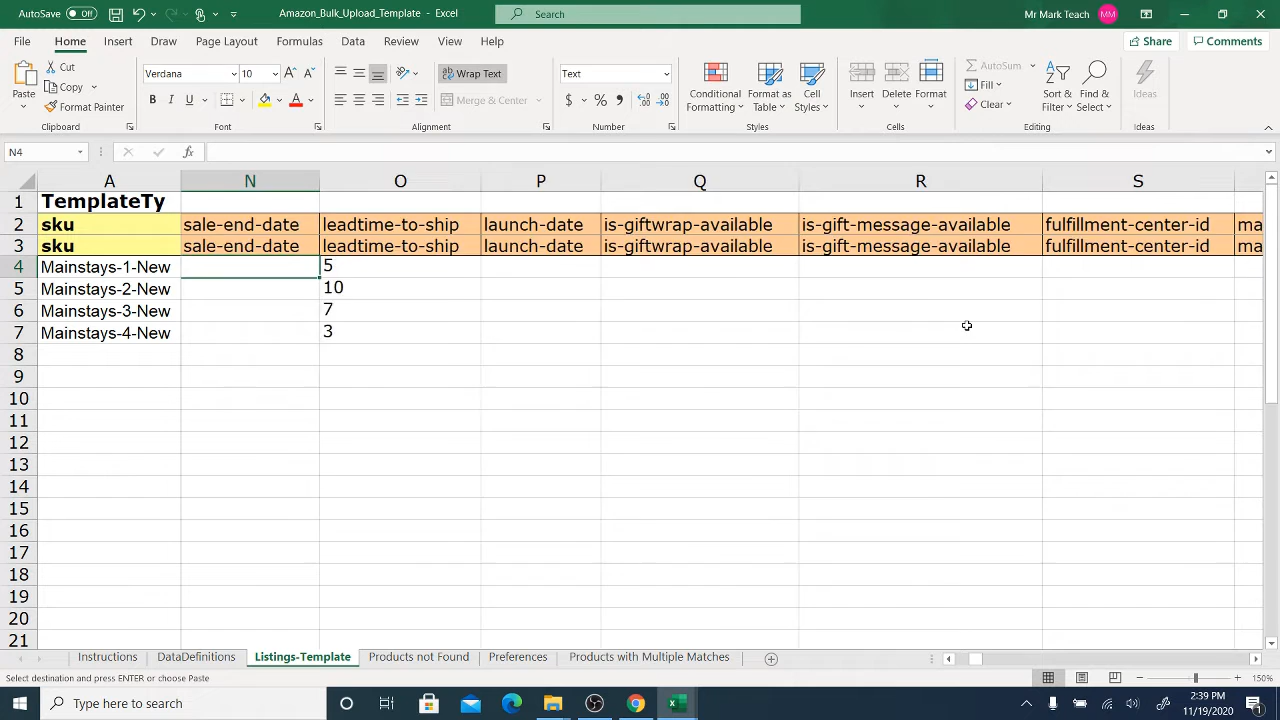 AutoSave Off Amazon_Bulk_Upload_Template - Excel Search Mr Mark Teach MM
File Home Insert Draw Page Layout Formulas Data Review View Help Share Comments
Paste Cut Copy Format Painter Clipboard
Verdana 10 A A B I U A Font
Wrap Text Merge & Center Alignment
Text $ % , Number
Conditional Formatting Format as Table Cell Styles Styles
Insert Delete Format Cells
AutoSum Fill Clear Sort & Filter Find & Select Editing
Ideas Ideas
N4 fx
A N O P Q R S
1 TemplateTy
2 sku sale-end-date leadtime-to-ship launch-date is-giftwrap-available is-gift-message-available fulfillment-center-id ma
3 sku sale-end-date leadtime-to-ship launch-date is-giftwrap-available is-gift-message-available fulfillment-center-id ma
4 Mainstays-1-New 5
5 Mainstays-2-New 10
6 Mainstays-3-New 7
7 Mainstays-4-New 3
8
9
10
11
12
13
14
15
16
17
18
19
20
21
Instructions DataDefinitions Listings-Template Products not Found Preferences Products with Multiple Matches
Select destination and press ENTER or choose Paste 150%
Type here to search 2:39 PM
11/19/2020